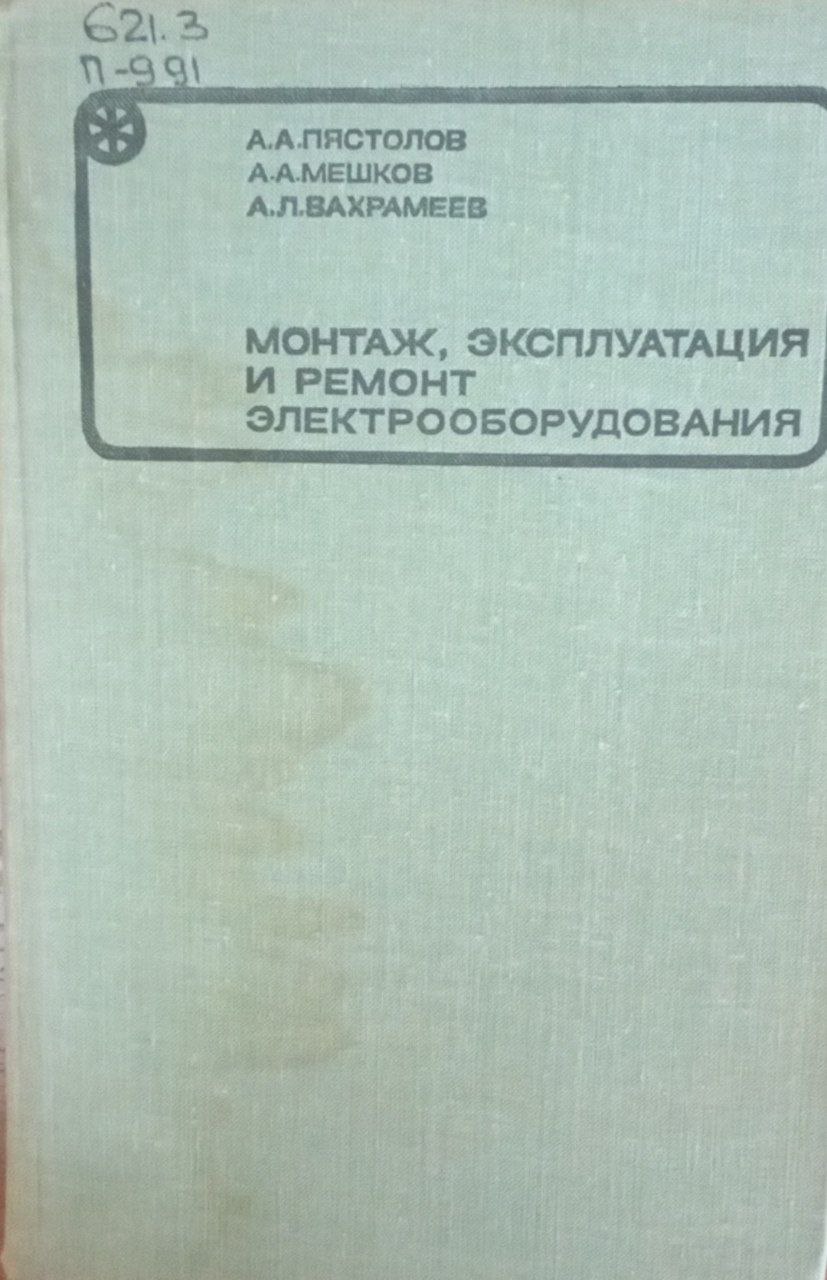 621.3
П-991
А.А.ПЯСТОЛОВ
А.А.МЕШКОВ
А.Л.ВАХРАМЕЕВ
МОНТАЖ, ЭКСПЛУАТАЦИЯ
И РЕМОНТ
ЭЛЕКТРООБОРУДОВАНИЯ